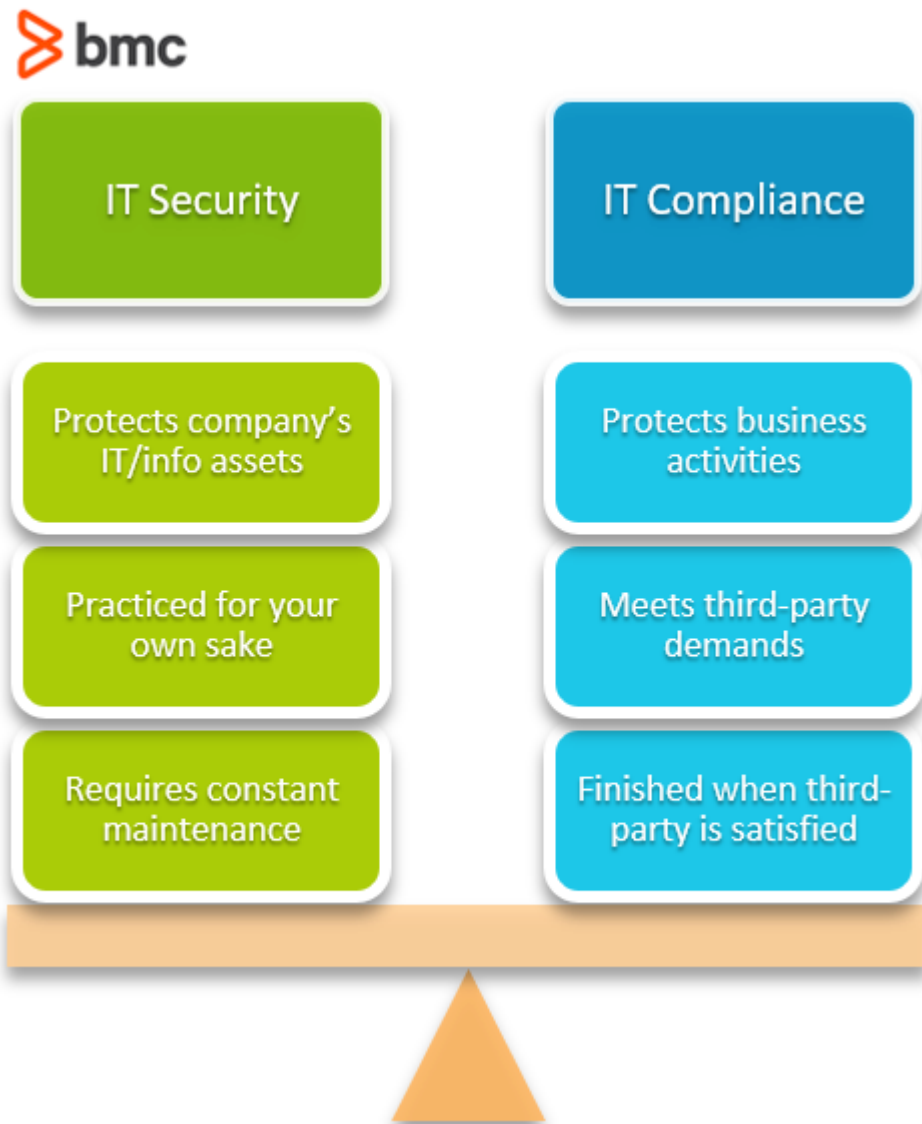 bmc
IT Security
IT Compliance
Protects company’s
IT/info assets
Protects business
activities
Practiced for your
own sake
Meets third-party
demands
Requires constant
maintenance
Finished when third-
party is satisfied